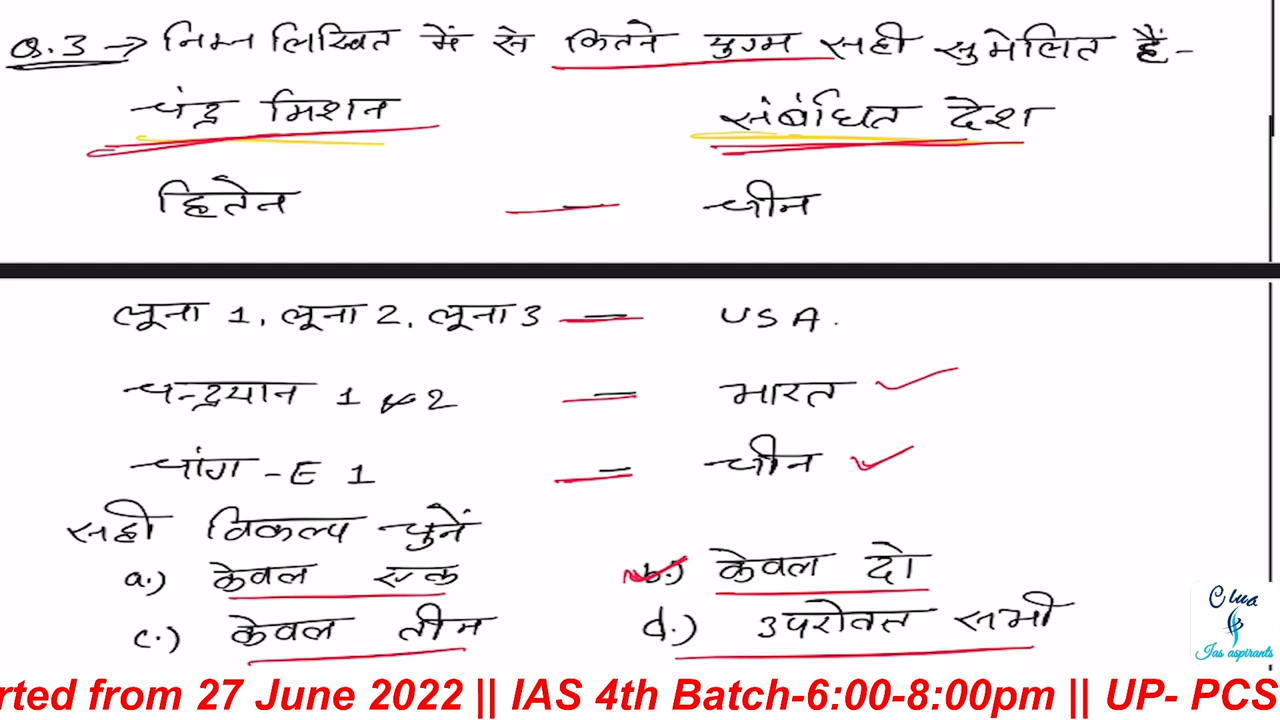 Q.3 → निम्नलिखित में से कितने युग्म सही सुमेलित हैं-
चंद्र मिशन संबंधित देश
हितेन — चीन
लूना 1, लूना 2, लूना 3 — USA.
चन्द्रयान 1 & 2 — भारत ✓
चांग-E 1 — चीन ✓
सही विकल्प चुनें
a.) केवल एक b.) केवल दो
c.) केवल तीन d.) उपरोक्त सभी
Clua
Ias aspirants
rted from 27 June 2022 || IAS 4th Batch-6:00-8:00pm || UP- PCS